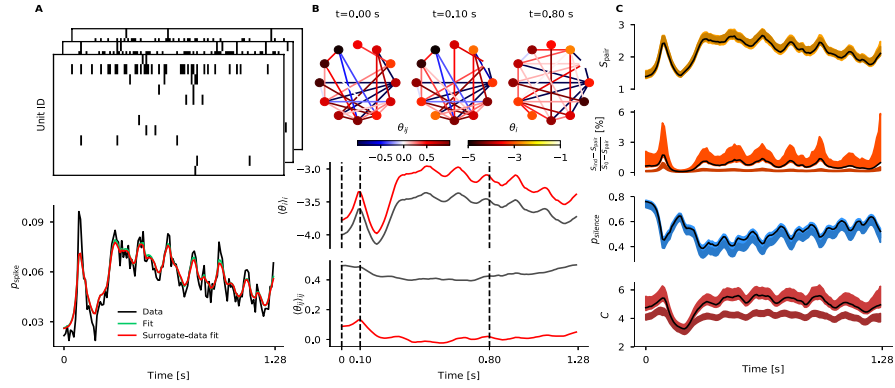 A
Unit ID
0.09
0.06
0.03
p_spike
Data
Fit
Surrogate-data fit
0
1.28
Time [s]
B
t=0.00 s
t=0.10 s
t=0.80 s
θ_ij
θ_i
−0.5
0.0
0.5
−5
−3
−1
−3.0
−3.5
−4.0
⟨θ_i⟩_i
0.4
0.2
0.0
⟨θ_ij⟩_ij
0
0.10
0.80
1.28
Time [s]
C
3
2
1
S_pair
6
4
2
0
[%]
0.8
0.6
0.4
p_silence
6
4
2
C
0
1.28
Time [s]